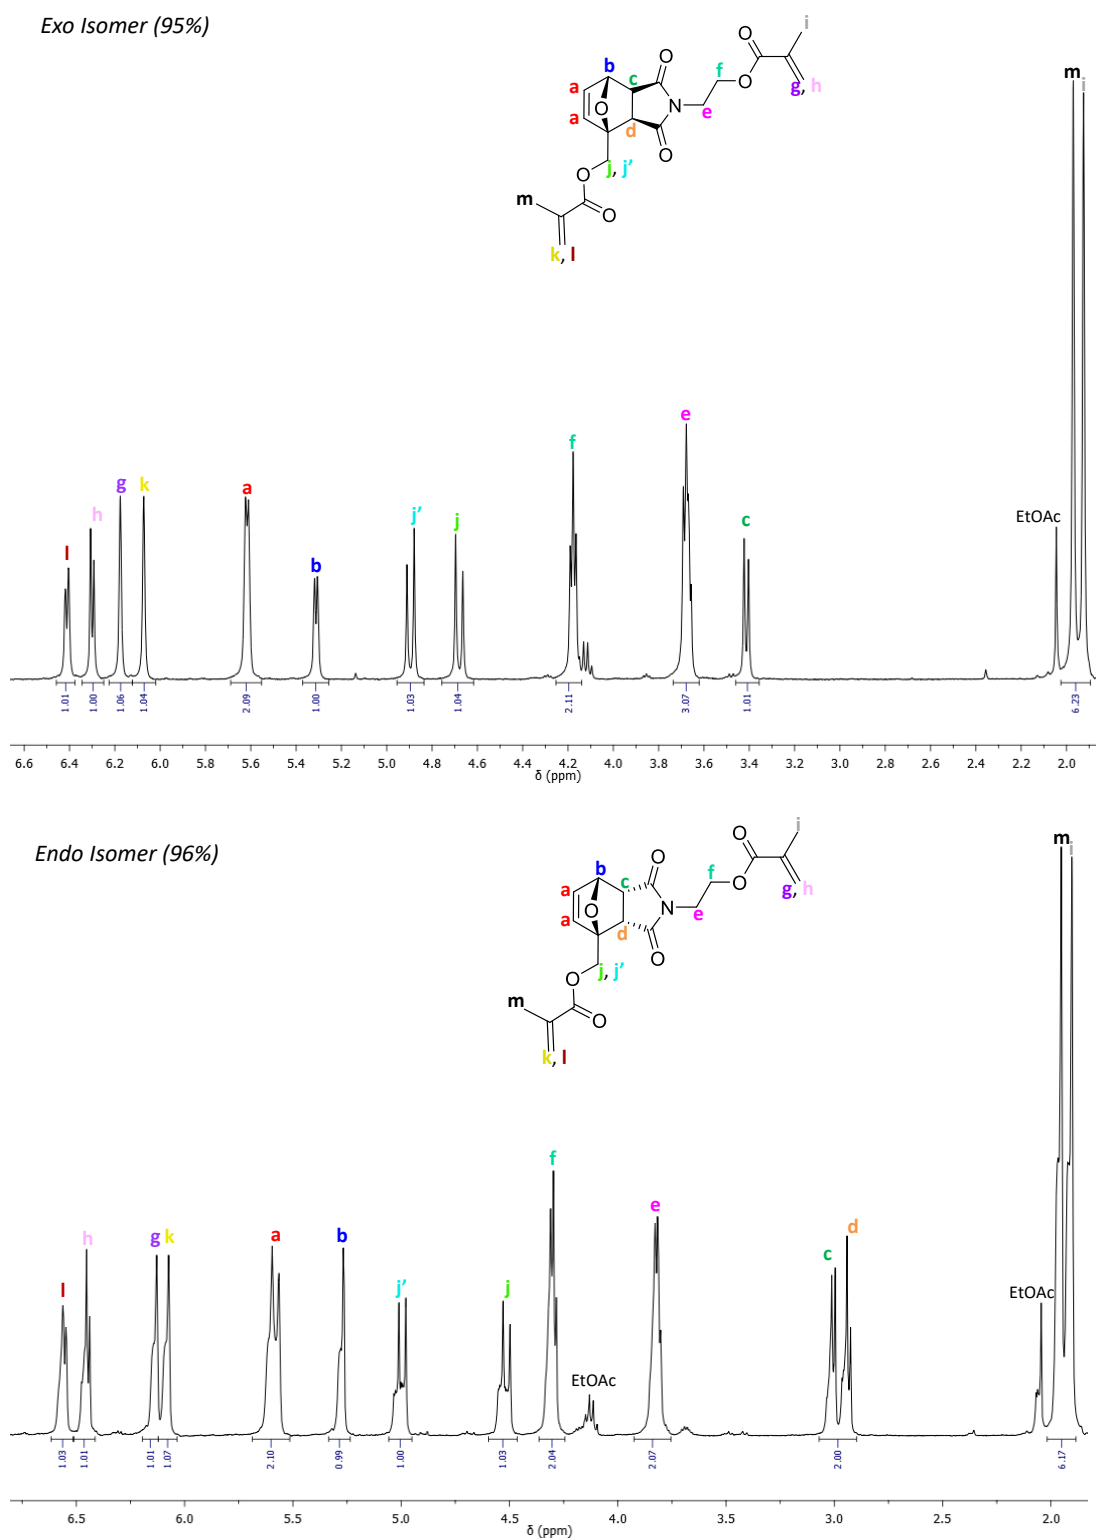 Exo Isomer (95%)
i
O
O
b
f
O
g, h
a
c
O
N
e
a
d
O
O
j, j’
m
O
k, l
m
i
e
f
EtOAc
g
k
a
h
j’
j
c
l
b
1.01
1.00
1.06
1.04
2.09
1.00
1.03
1.04
2.11
3.07
1.01
6.23
6.6 6.4 6.2 6.0 5.8 5.6 5.4 5.2 5.0 4.8 4.6 4.4 4.2 4.0 3.8 3.6 3.4 3.2 3.0 2.8 2.6 2.4 2.2 2.0
δ (ppm)
Endo Isomer (96%)
i
O
O
b
f
O
g, h
a
c
O
N
e
a
d
O
O
j, j’
m
O
k, l
m
i
f
e
d
g
k
a
b
h
c
j’
j
l
EtOAc
EtOAc
1.03
1.01
1.01
1.07
2.10
0.99
1.00
1.03
2.04
2.07
2.00
6.17
6.5 6.0 5.5 5.0 4.5 4.0 3.5 3.0 2.5 2.0
δ (ppm)